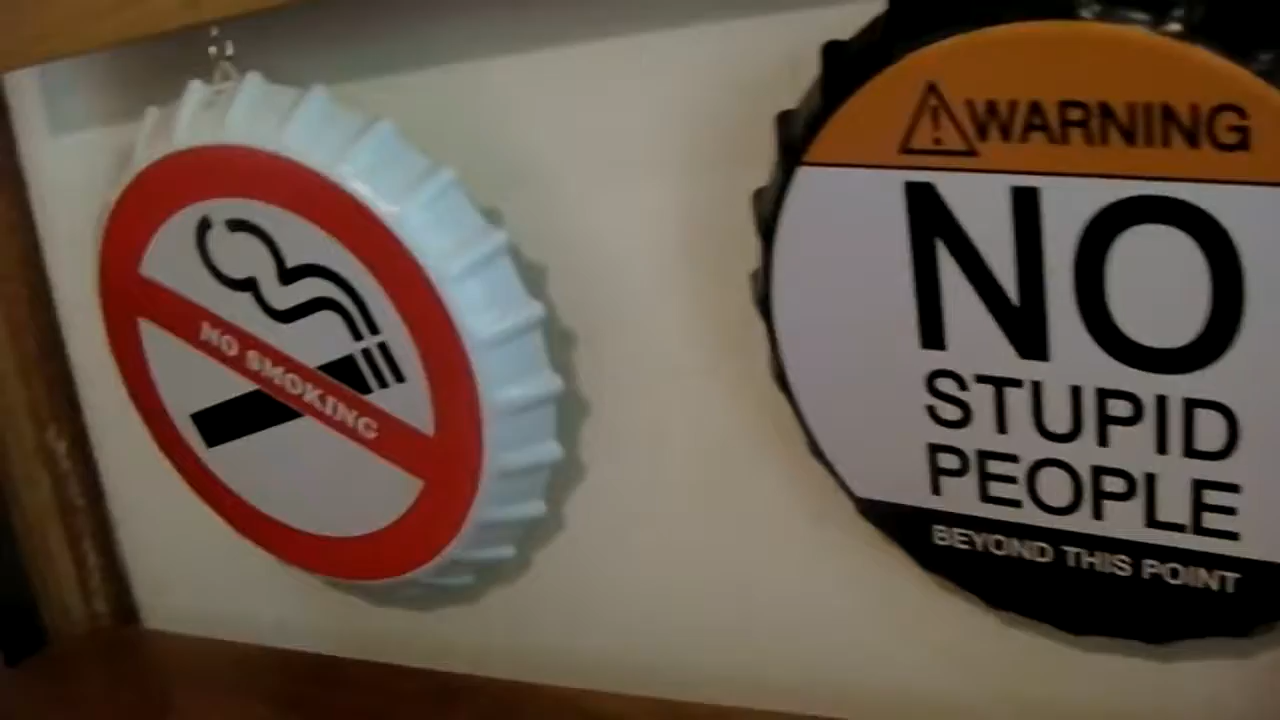 NO SMOKING
WARNING
NO
STUPID
PEOPLE
BEYOND THIS POINT